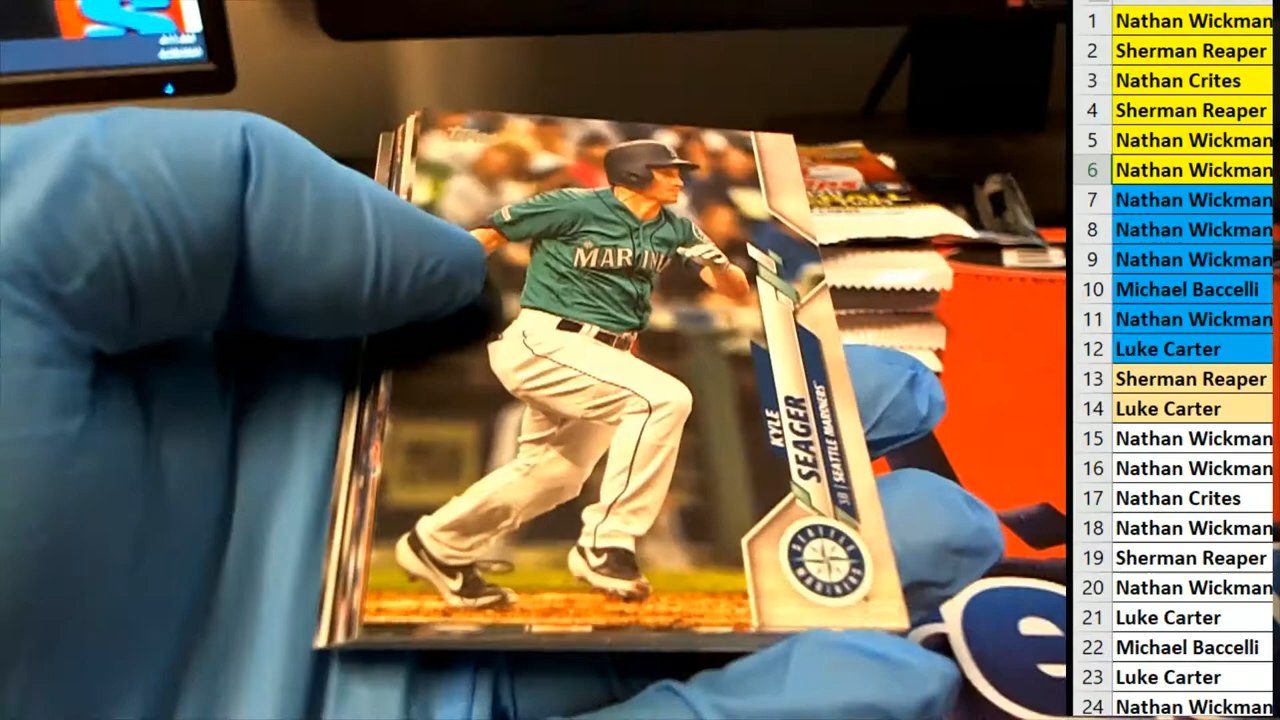 TOPPS
MARINE
KYLE
SEAGER
3B | SEATTLE MARINERS
SEATTLE
MARINERS
e
1 Nathan Wickman
2 Sherman Reaper
3 Nathan Crites
4 Sherman Reaper
5 Nathan Wickman
6 Nathan Wickman
7 Nathan Wickman
8 Nathan Wickman
9 Nathan Wickman
10 Michael Baccelli
11 Nathan Wickman
12 Luke Carter
13 Sherman Reaper
14 Luke Carter
15 Nathan Wickman
16 Nathan Wickman
17 Nathan Crites
18 Nathan Wickman
19 Sherman Reaper
20 Nathan Wickman
21 Luke Carter
22 Michael Baccelli
23 Luke Carter
24 Nathan Wickman